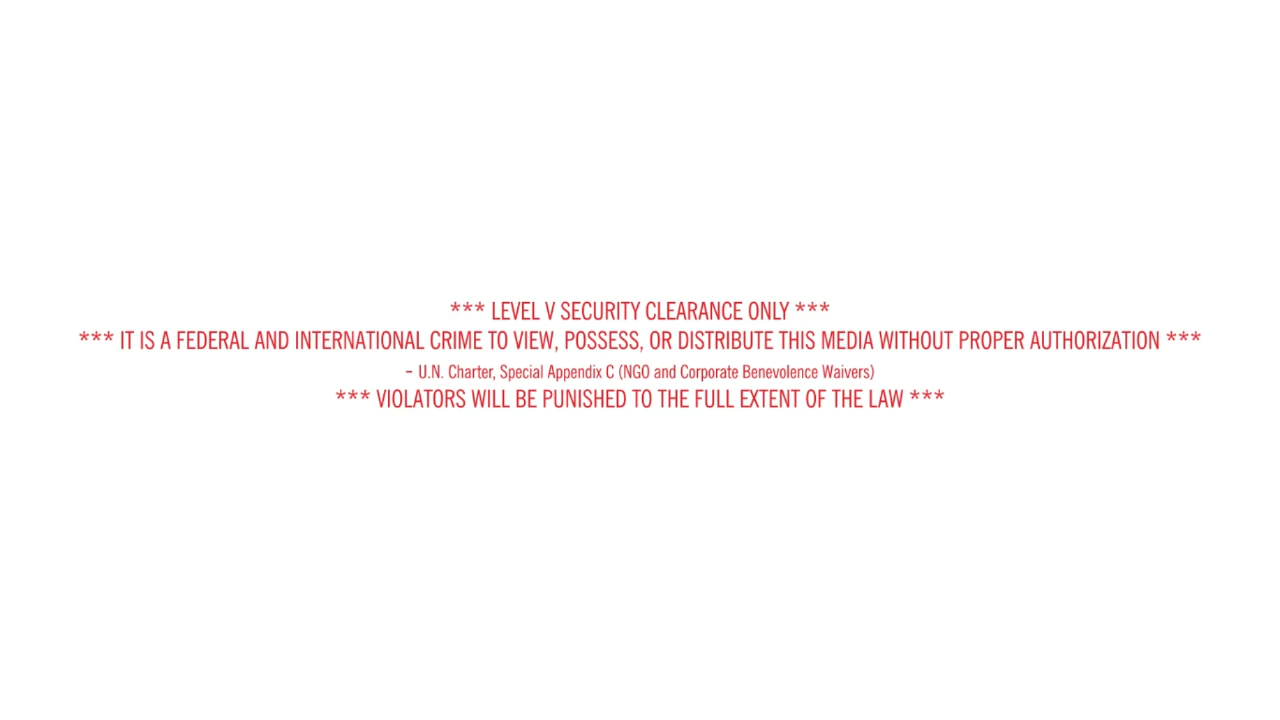 *** LEVEL V SECURITY CLEARANCE ONLY ***
*** IT IS A FEDERAL AND INTERNATIONAL CRIME TO VIEW, POSSESS, OR DISTRIBUTE THIS MEDIA WITHOUT PROPER AUTHORIZATION ***
– U.N. Charter, Special Appendix C (NGO and Corporate Benevolence Waivers)
*** VIOLATORS WILL BE PUNISHED TO THE FULL EXTENT OF THE LAW ***